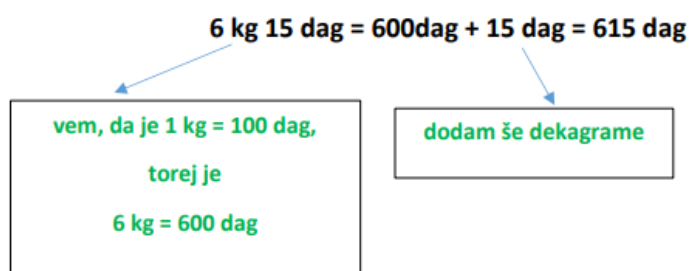 6 kg 15 dag = 600dag + 15 dag = 615 dag
vem, da je 1 kg = 100 dag,
torej je
6 kg = 600 dag
dodam še dekagrame